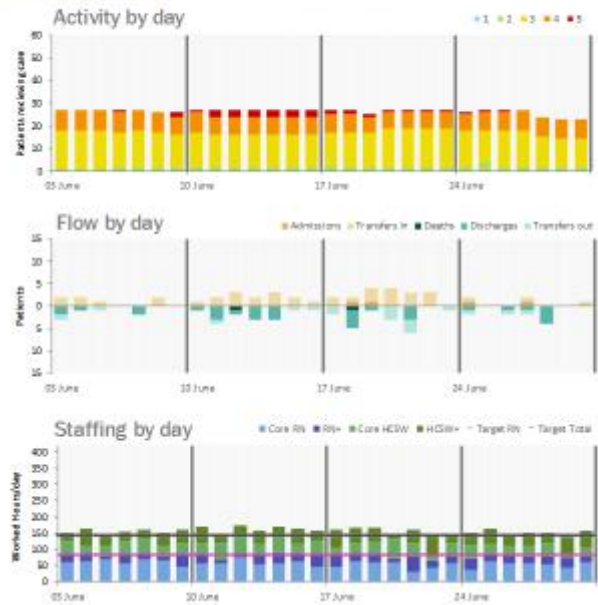 Activity by day
1 2 3 4 5
Patients recieving care
60
50
40
30
20
10
0
03 June 10 June 17 June 24 June
Flow by day
Admissions Transfers in Deaths Discharges Transfers out
Patients
15
10
5
0
5
10
15
03 June 10 June 17 June 24 June
Staffing by day
Core RN RN+ Core HCSW HCSW+ Target RN Target Total
Worked Hours/day
400
350
300
250
200
150
100
50
0
03 June 10 June 17 June 24 June